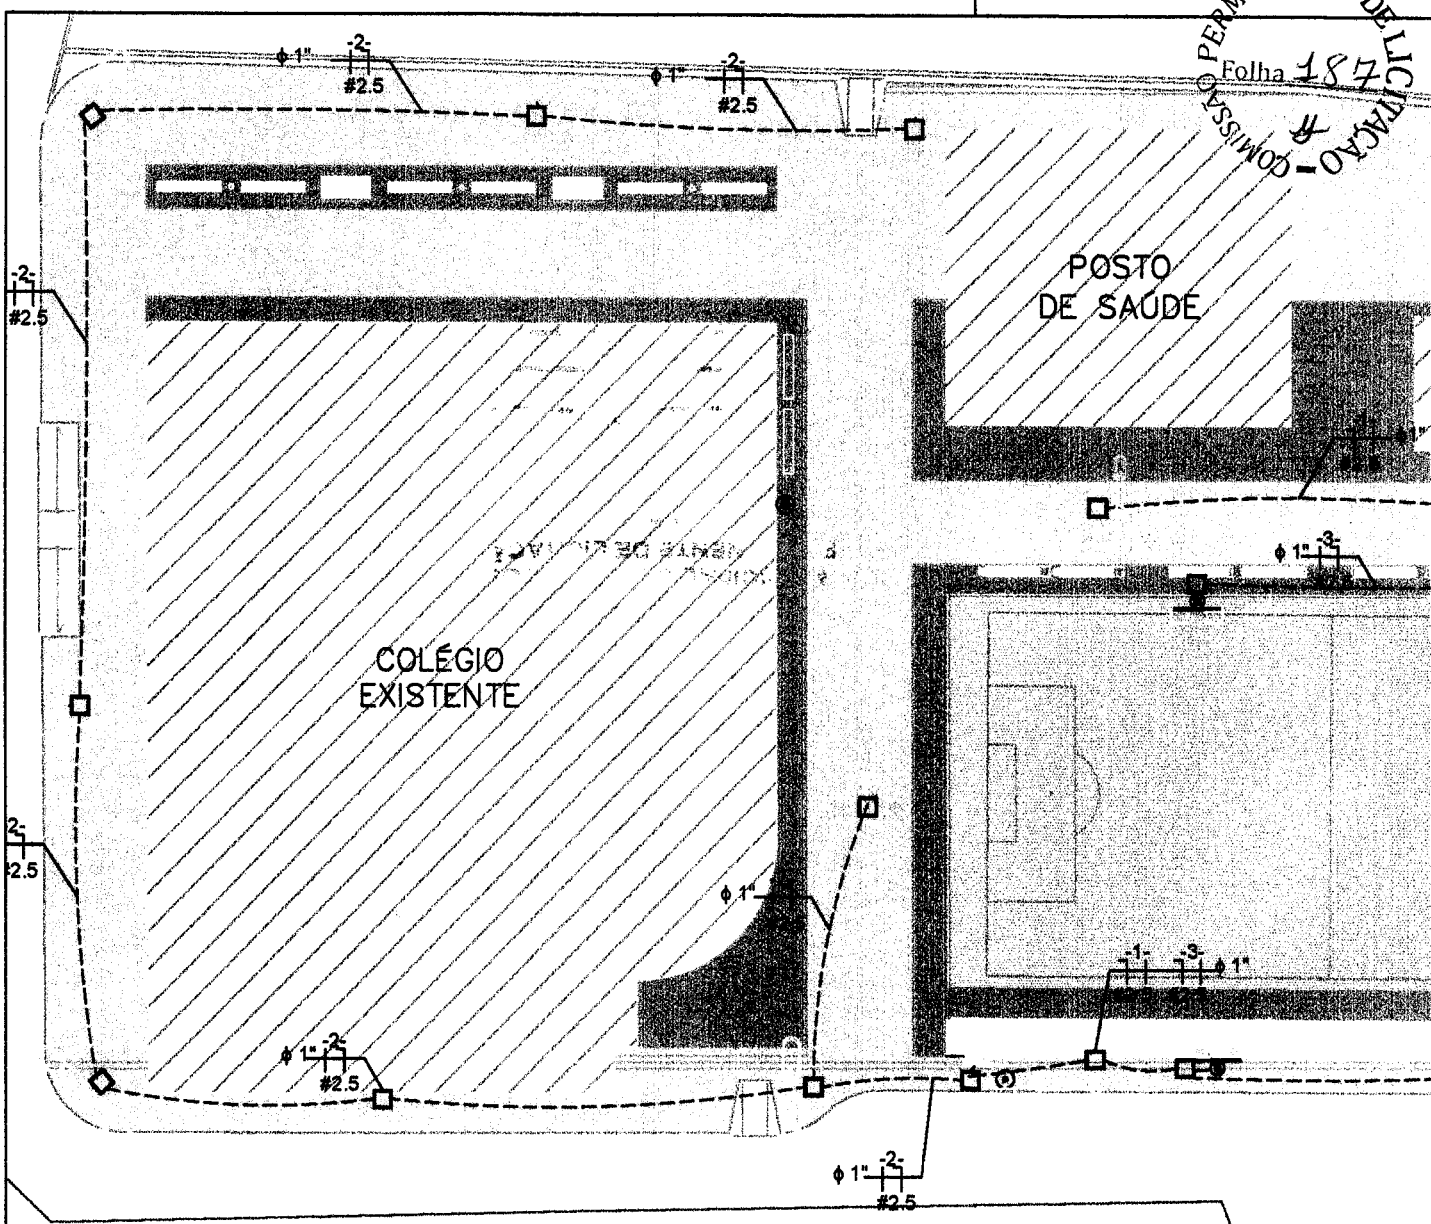 COMISSÃO PERM
DE LICITAÇÃO
Folha 187
ϕ 1" -2-
#2.5
ϕ 1" -2-
#2.5
POSTO
DE SAÚDE
-2-
#2.5
ϕ 1"
ϕ 1" -3-
COLÉGIO
EXISTENTE
2-
#2.5
ϕ 1"
-1- -3- ϕ 1"
ϕ 1" -2-
#2.5
ϕ 1" -2-
#2.5